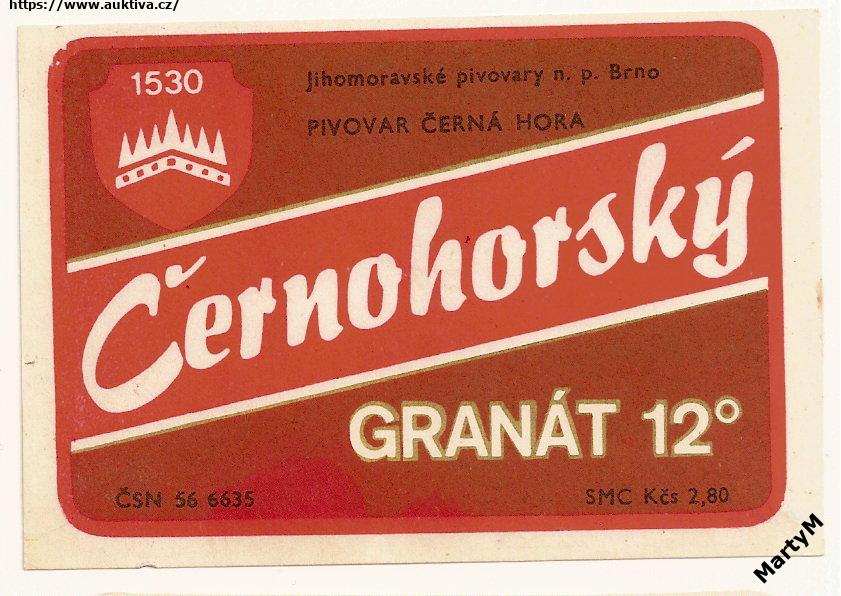 https://www.auktiva.cz/
1530
Jihomoravské pivovary n. p. Brno
PIVOVAR ČERNÁ HORA
Černohorský
GRANÁT 12°
ČSN 56 6635
SMC Kčs 2,80
MartyM